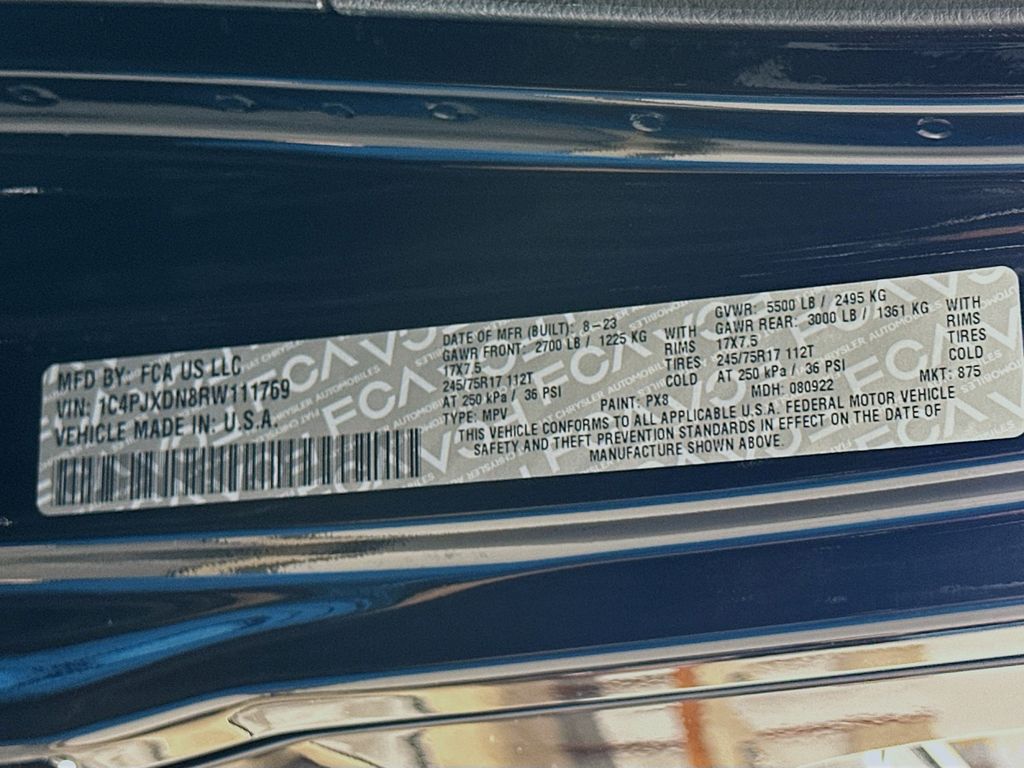 MFD BY: FCA US LLC
VIN: 1C4PJXDN8RW111769
VEHICLE MADE IN: U.S.A.
DATE OF MFR (BUILT): 8-23
GAWR FRONT: 2700 LB / 1225 KG WITH
17X7.5 RIMS
245/75R17 112T TIRES
AT 250 kPa / 36 PSI COLD
TYPE: MPV
GVWR: 5500 LB / 2495 KG
GAWR REAR: 3000 LB / 1361 KG WITH
17X7.5 RIMS
245/75R17 112T TIRES
AT 250 kPa / 36 PSI COLD
PAINT: PX8 MDH: 080922 MKT: 875
THIS VEHICLE CONFORMS TO ALL APPLICABLE U.S.A. FEDERAL MOTOR VEHICLE
SAFETY AND THEFT PREVENTION STANDARDS IN EFFECT ON THE DATE OF
MANUFACTURE SHOWN ABOVE.